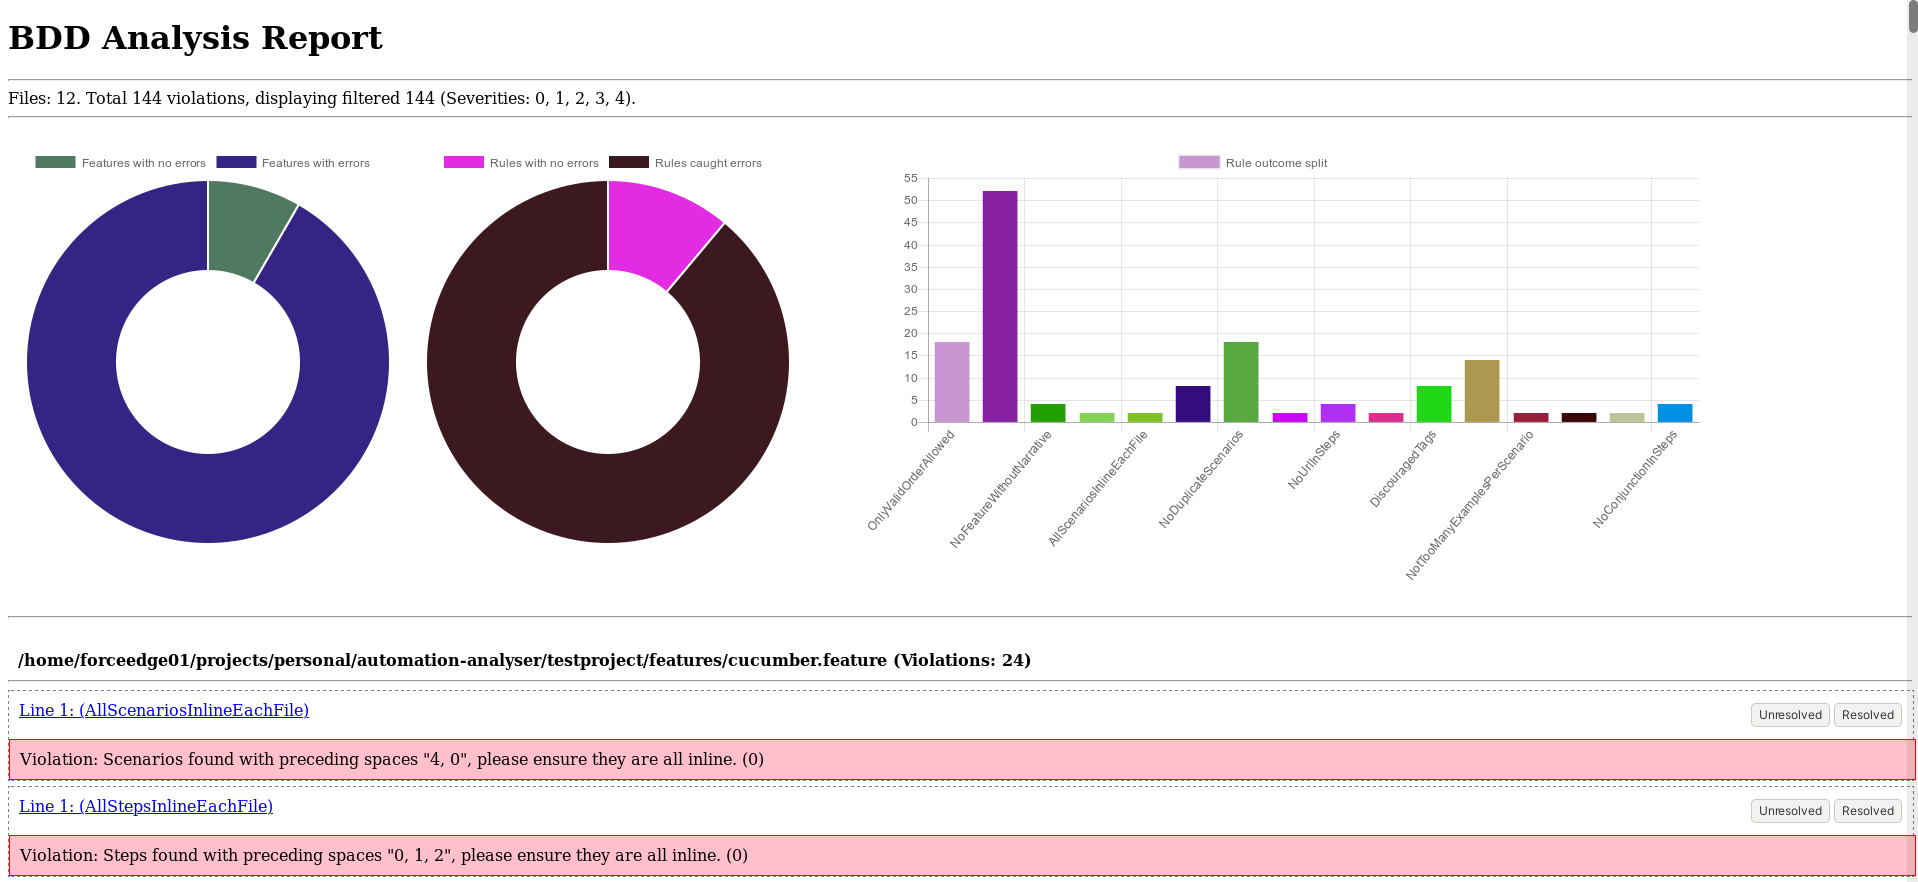 BDD Analysis Report
Files: 12. Total 144 violations, displaying filtered 144 (Severities: 0, 1, 2, 3, 4).
Features with no errors Features with errors
Rules with no errors Rules caught errors
Rule outcome split
55
50
45
40
35
30
25
20
15
10
5
0
OnlyValidOrderAllowed
NoFeatureWithoutNarrative
AllScenariosInlineEachFile
NoDuplicateScenarios
NoUrlInSteps
DiscouragedTags
NotTooManyExamplesPerScenario
NoConjunctionInSteps
/home/forceedge01/projects/personal/automation-analyser/testproject/features/cucumber.feature (Violations: 24)
Line 1: (AllScenariosInlineEachFile) Unresolved Resolved
Violation: Scenarios found with preceding spaces "4, 0", please ensure they are all inline. (0)
Line 1: (AllStepsInlineEachFile) Unresolved Resolved
Violation: Steps found with preceding spaces "0, 1, 2", please ensure they are all inline. (0)